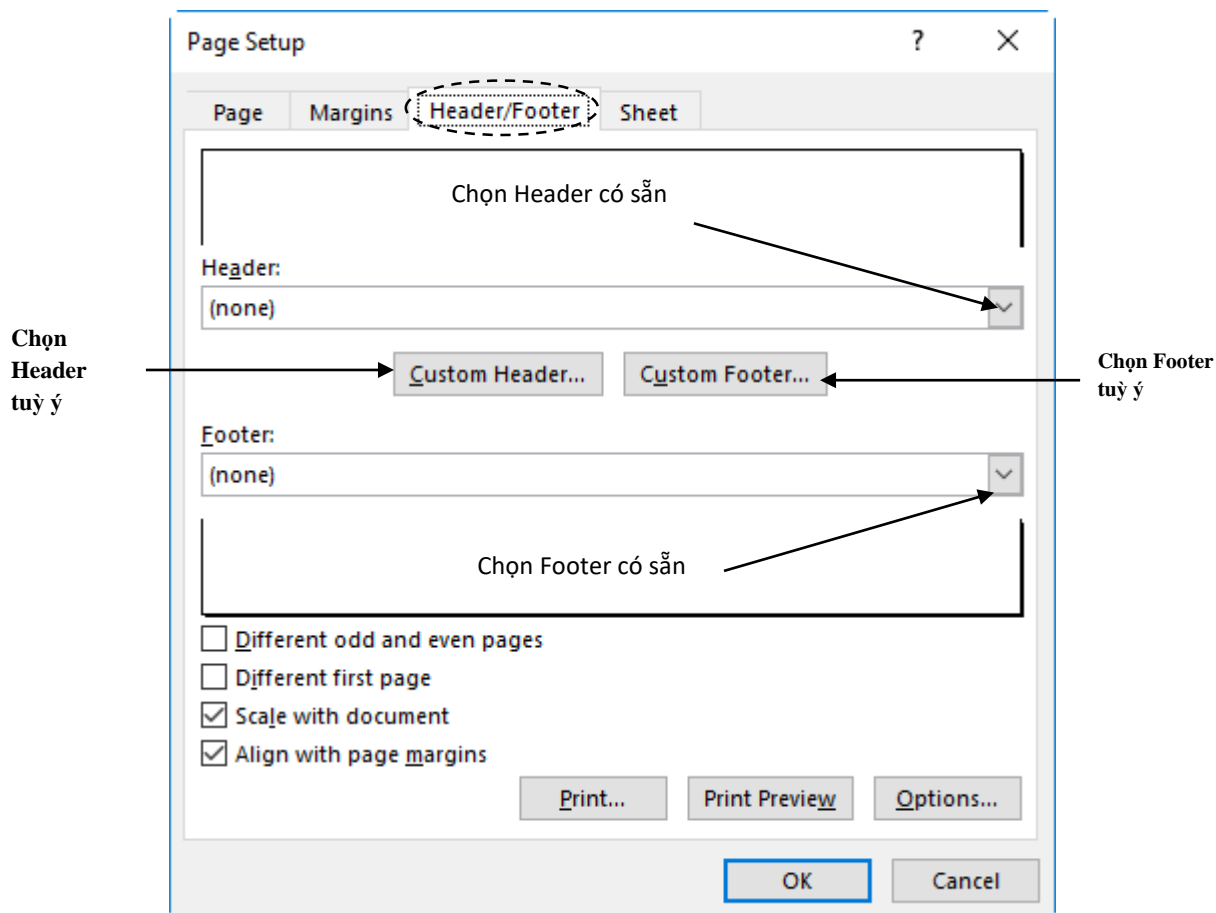 Page Setup
?
Page
Margins
Header/Footer
Sheet
Chọn Header có sẵn
Header:
(none)
Chọn
Header
tuỳ ý
Custom Header...
Custom Footer...
Chọn Footer
tuỳ ý
Footer:
(none)
Chọn Footer có sẵn
Different odd and even pages
Different first page
Scale with document
Align with page margins
Print...
Print Preview
Options...
OK
Cancel